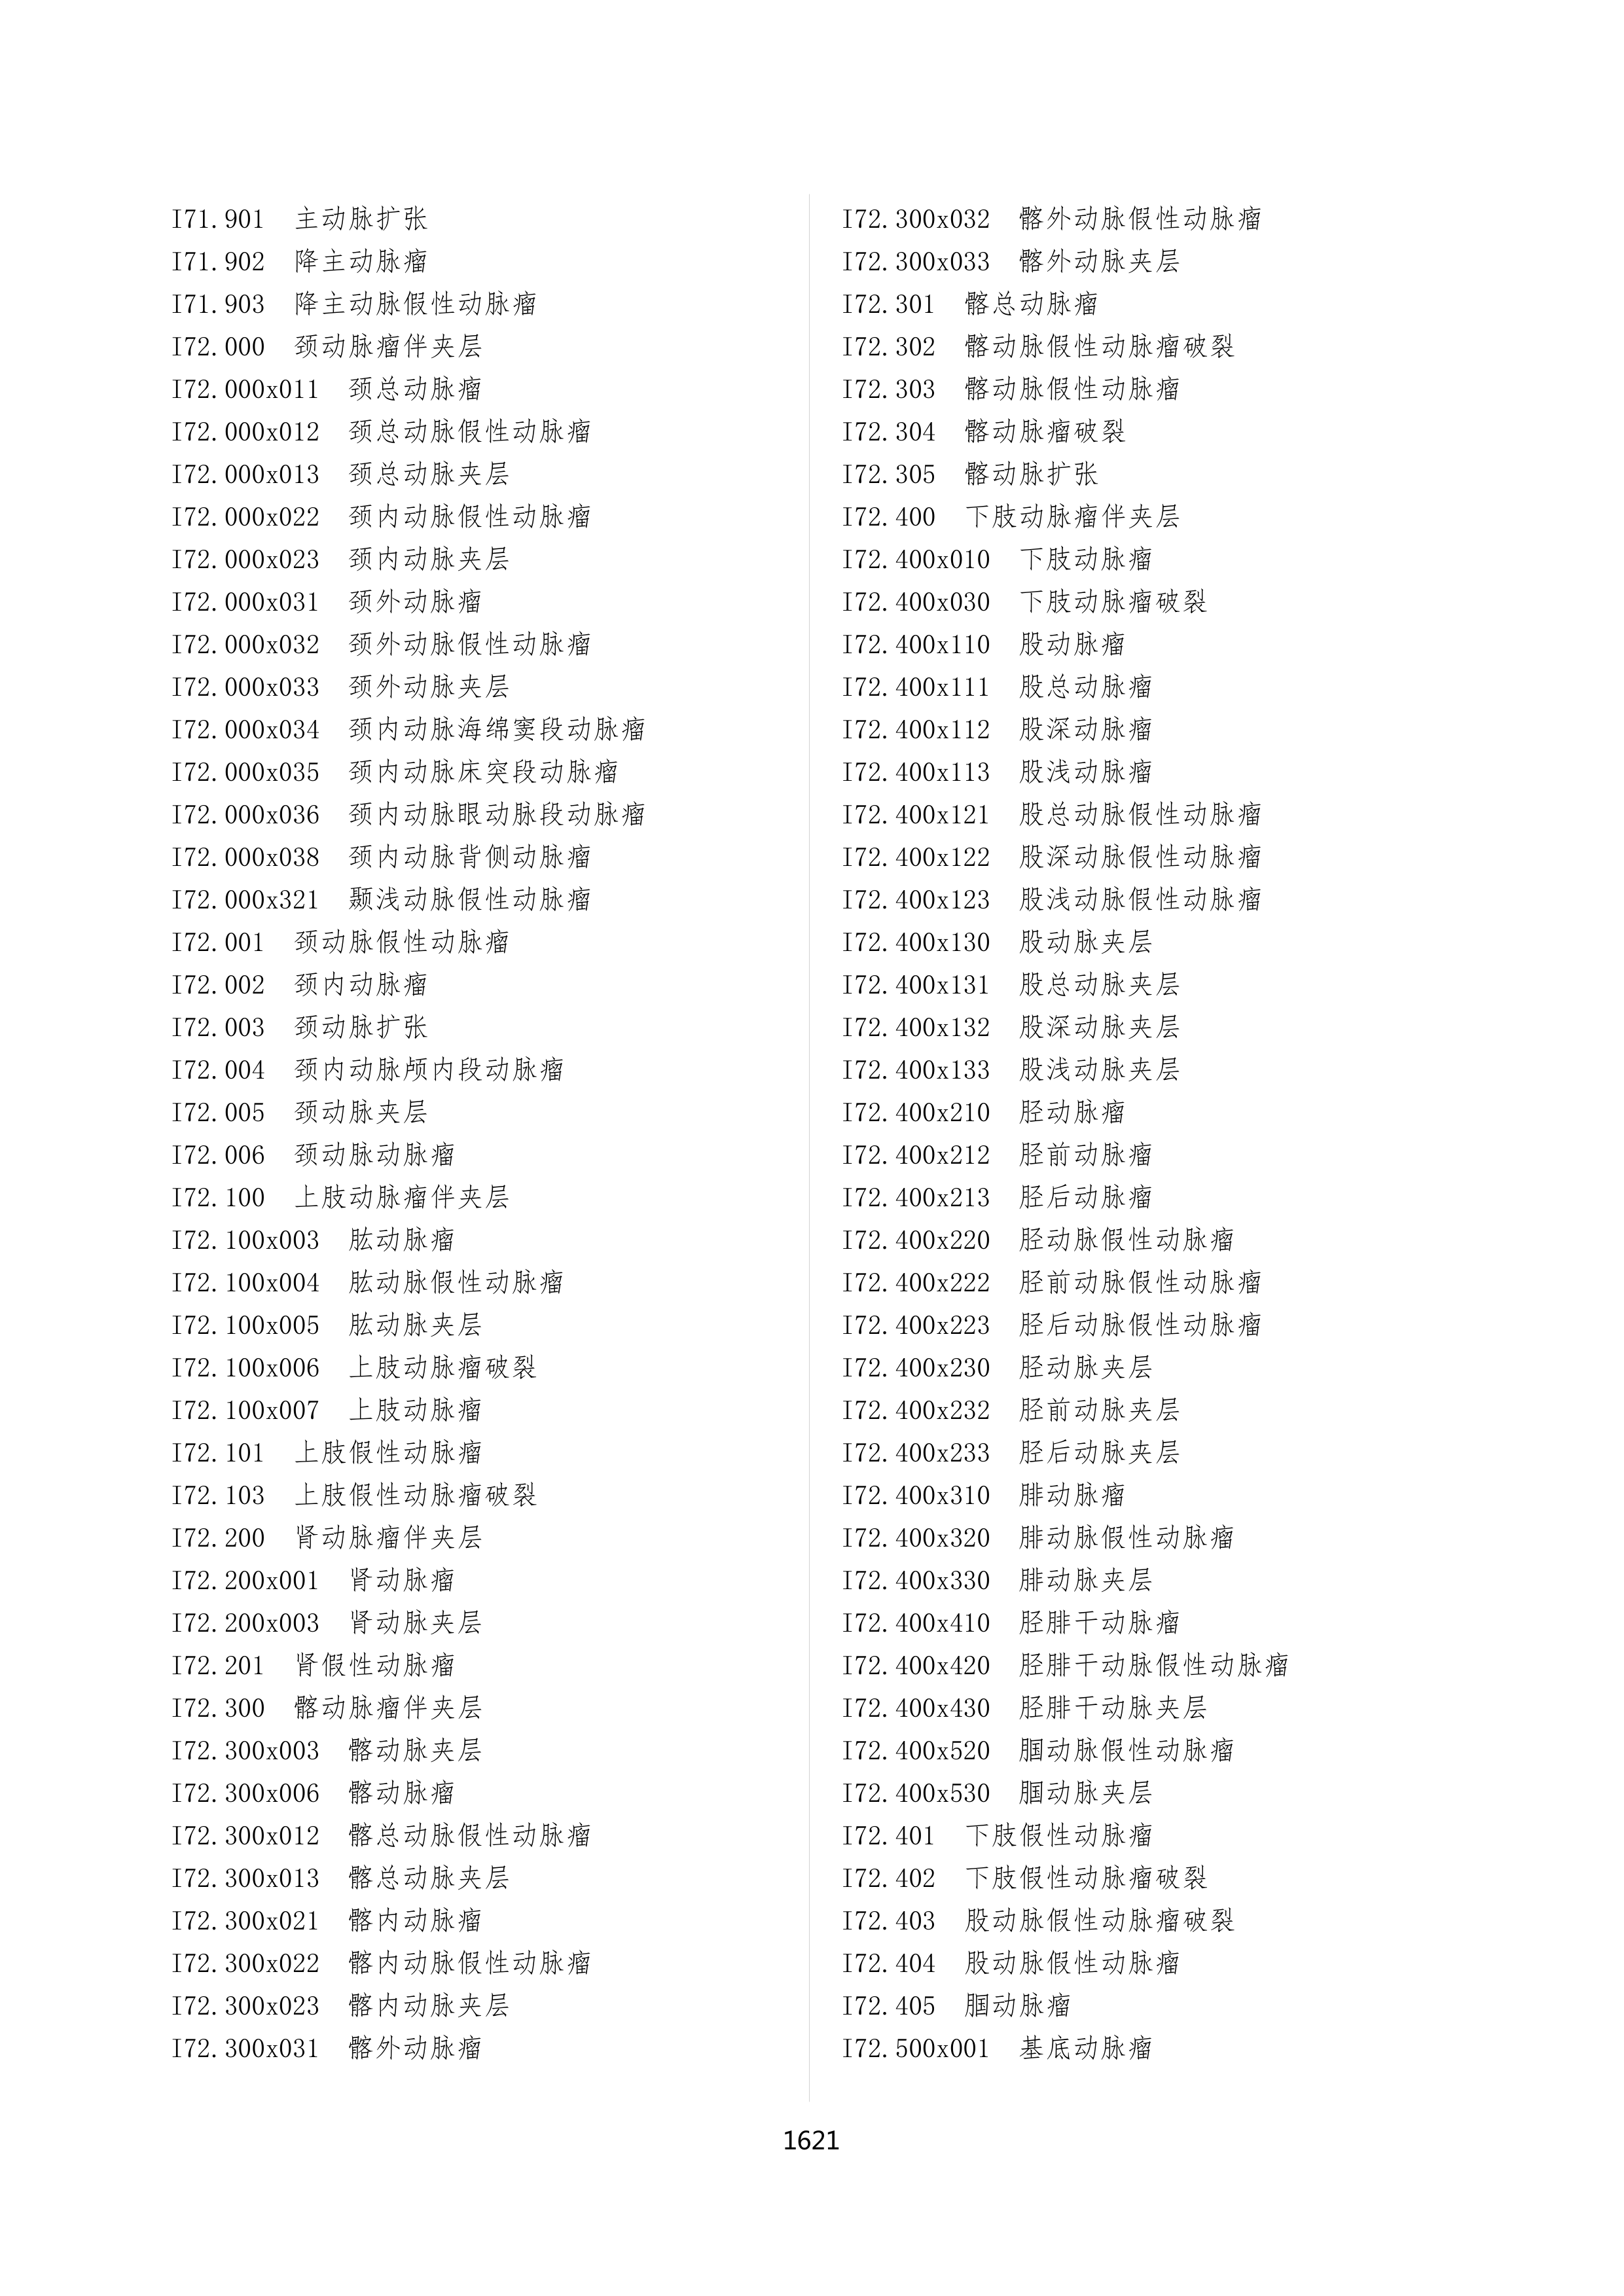 I71.901 主动脉扩张
I71.902 降主动脉瘤
I71.903 降主动脉假性动脉瘤
I72.000 颈动脉瘤伴夹层
I72.000x011 颈总动脉瘤
I72.000x012 颈总动脉假性动脉瘤
I72.000x013 颈总动脉夹层
I72.000x022 颈内动脉假性动脉瘤
I72.000x023 颈内动脉夹层
I72.000x031 颈外动脉瘤
I72.000x032 颈外动脉假性动脉瘤
I72.000x033 颈外动脉夹层
I72.000x034 颈内动脉海绵窦段动脉瘤
I72.000x035 颈内动脉床突段动脉瘤
I72.000x036 颈内动脉眼动脉段动脉瘤
I72.000x038 颈内动脉背侧动脉瘤
I72.000x321 颞浅动脉假性动脉瘤
I72.001 颈动脉假性动脉瘤
I72.002 颈内动脉瘤
I72.003 颈动脉扩张
I72.004 颈内动脉颅内段动脉瘤
I72.005 颈动脉夹层
I72.006 颈动脉动脉瘤
I72.100 上肢动脉瘤伴夹层
I72.100x003 肱动脉瘤
I72.100x004 肱动脉假性动脉瘤
I72.100x005 肱动脉夹层
I72.100x006 上肢动脉瘤破裂
I72.100x007 上肢动脉瘤
I72.101 上肢假性动脉瘤
I72.103 上肢假性动脉瘤破裂
I72.200 肾动脉瘤伴夹层
I72.200x001 肾动脉瘤
I72.200x003 肾动脉夹层
I72.201 肾假性动脉瘤
I72.300 髂动脉瘤伴夹层
I72.300x003 髂动脉夹层
I72.300x006 髂动脉瘤
I72.300x012 髂总动脉假性动脉瘤
I72.300x013 髂总动脉夹层
I72.300x021 髂内动脉瘤
I72.300x022 髂内动脉假性动脉瘤
I72.300x023 髂内动脉夹层
I72.300x031 髂外动脉瘤
I72.300x032 髂外动脉假性动脉瘤
I72.300x033 髂外动脉夹层
I72.301 髂总动脉瘤
I72.302 髂动脉假性动脉瘤破裂
I72.303 髂动脉假性动脉瘤
I72.304 髂动脉瘤破裂
I72.305 髂动脉扩张
I72.400 下肢动脉瘤伴夹层
I72.400x010 下肢动脉瘤
I72.400x030 下肢动脉瘤破裂
I72.400x110 股动脉瘤
I72.400x111 股总动脉瘤
I72.400x112 股深动脉瘤
I72.400x113 股浅动脉瘤
I72.400x121 股总动脉假性动脉瘤
I72.400x122 股深动脉假性动脉瘤
I72.400x123 股浅动脉假性动脉瘤
I72.400x130 股动脉夹层
I72.400x131 股总动脉夹层
I72.400x132 股深动脉夹层
I72.400x133 股浅动脉夹层
I72.400x210 胫动脉瘤
I72.400x212 胫前动脉瘤
I72.400x213 胫后动脉瘤
I72.400x220 胫动脉假性动脉瘤
I72.400x222 胫前动脉假性动脉瘤
I72.400x223 胫后动脉假性动脉瘤
I72.400x230 胫动脉夹层
I72.400x232 胫前动脉夹层
I72.400x233 胫后动脉夹层
I72.400x310 腓动脉瘤
I72.400x320 腓动脉假性动脉瘤
I72.400x330 腓动脉夹层
I72.400x410 胫腓干动脉瘤
I72.400x420 胫腓干动脉假性动脉瘤
I72.400x430 胫腓干动脉夹层
I72.400x520 腘动脉假性动脉瘤
I72.400x530 腘动脉夹层
I72.401 下肢假性动脉瘤
I72.402 下肢假性动脉瘤破裂
I72.403 股动脉假性动脉瘤破裂
I72.404 股动脉假性动脉瘤
I72.405 腘动脉瘤
I72.500x001 基底动脉瘤
1621